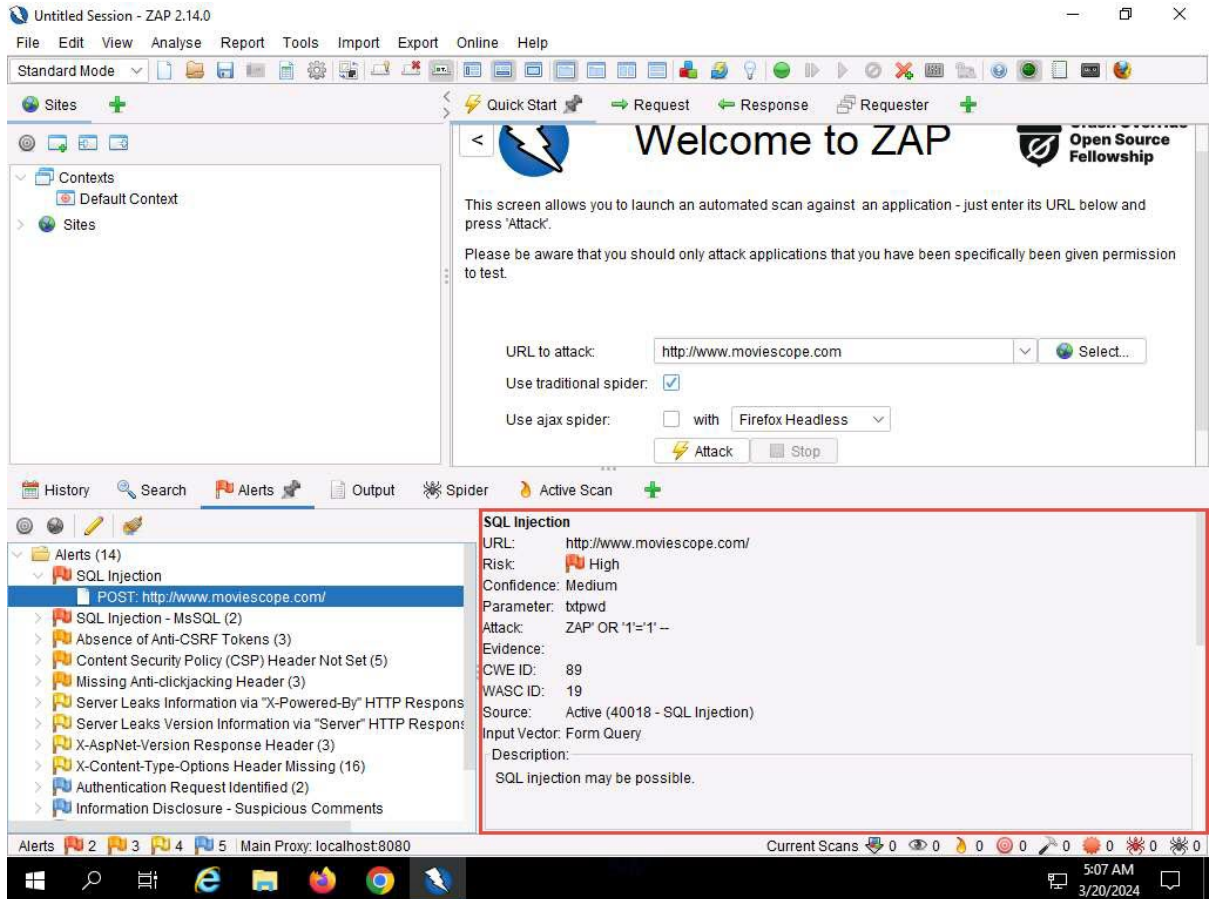 Untitled Session - ZAP 2.14.0
File Edit View Analyse Report Tools Import Export Online Help
Standard Mode
Sites
Quick Start Request Response Requester
Contexts
Default Context
Sites
<
Welcome to ZAP
Open Source
Fellowship
This screen allows you to launch an automated scan against an application - just enter its URL below and
press 'Attack'.
Please be aware that you should only attack applications that you have been specifically been given permission
to test.
URL to attack: http://www.moviescope.com Select...
Use traditional spider:
Use ajax spider: with Firefox Headless
Attack Stop
History Search Alerts Output Spider Active Scan
Alerts (14)
SQL Injection
POST: http://www.moviescope.com/
SQL Injection - MsSQL (2)
Absence of Anti-CSRF Tokens (3)
Content Security Policy (CSP) Header Not Set (5)
Missing Anti-clickjacking Header (3)
Server Leaks Information via "X-Powered-By" HTTP Respons
Server Leaks Version Information via "Server" HTTP Respons
X-AspNet-Version Response Header (3)
X-Content-Type-Options Header Missing (16)
Authentication Request Identified (2)
Information Disclosure - Suspicious Comments
SQL Injection
URL: http://www.moviescope.com/
Risk: High
Confidence: Medium
Parameter: txtpwd
Attack: ZAP' OR '1'='1' --
Evidence:
CWE ID: 89
WASC ID: 19
Source: Active (40018 - SQL Injection)
Input Vector: Form Query
Description:
SQL injection may be possible.
Alerts 2 3 4 5 Main Proxy: localhost:8080 Current Scans 0 0 0 0 0 0 0 0
5:07 AM
3/20/2024